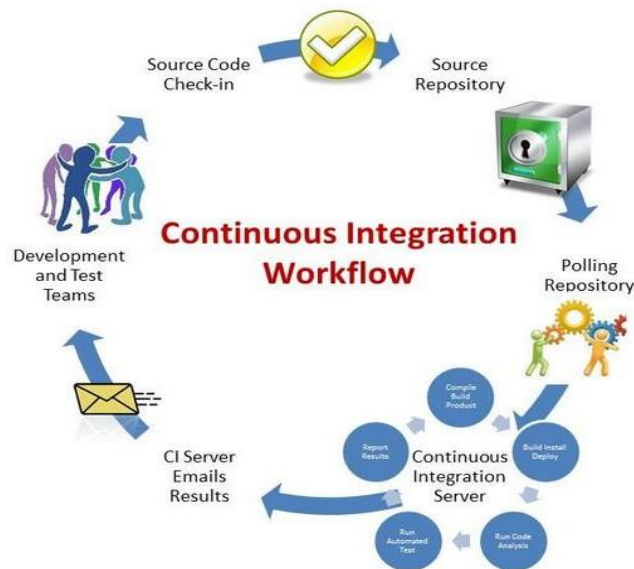 Source Code
Check-in
Source
Repository
Continuous Integration
Workflow
Development
and Test
Teams
Polling
Repository
Compile
Build
Product
Build Install
Deploy
Run Code
Analysis
Run
Automated
Test
Report
Results
Continuous
Integration
Server
CI Server
Emails
Results